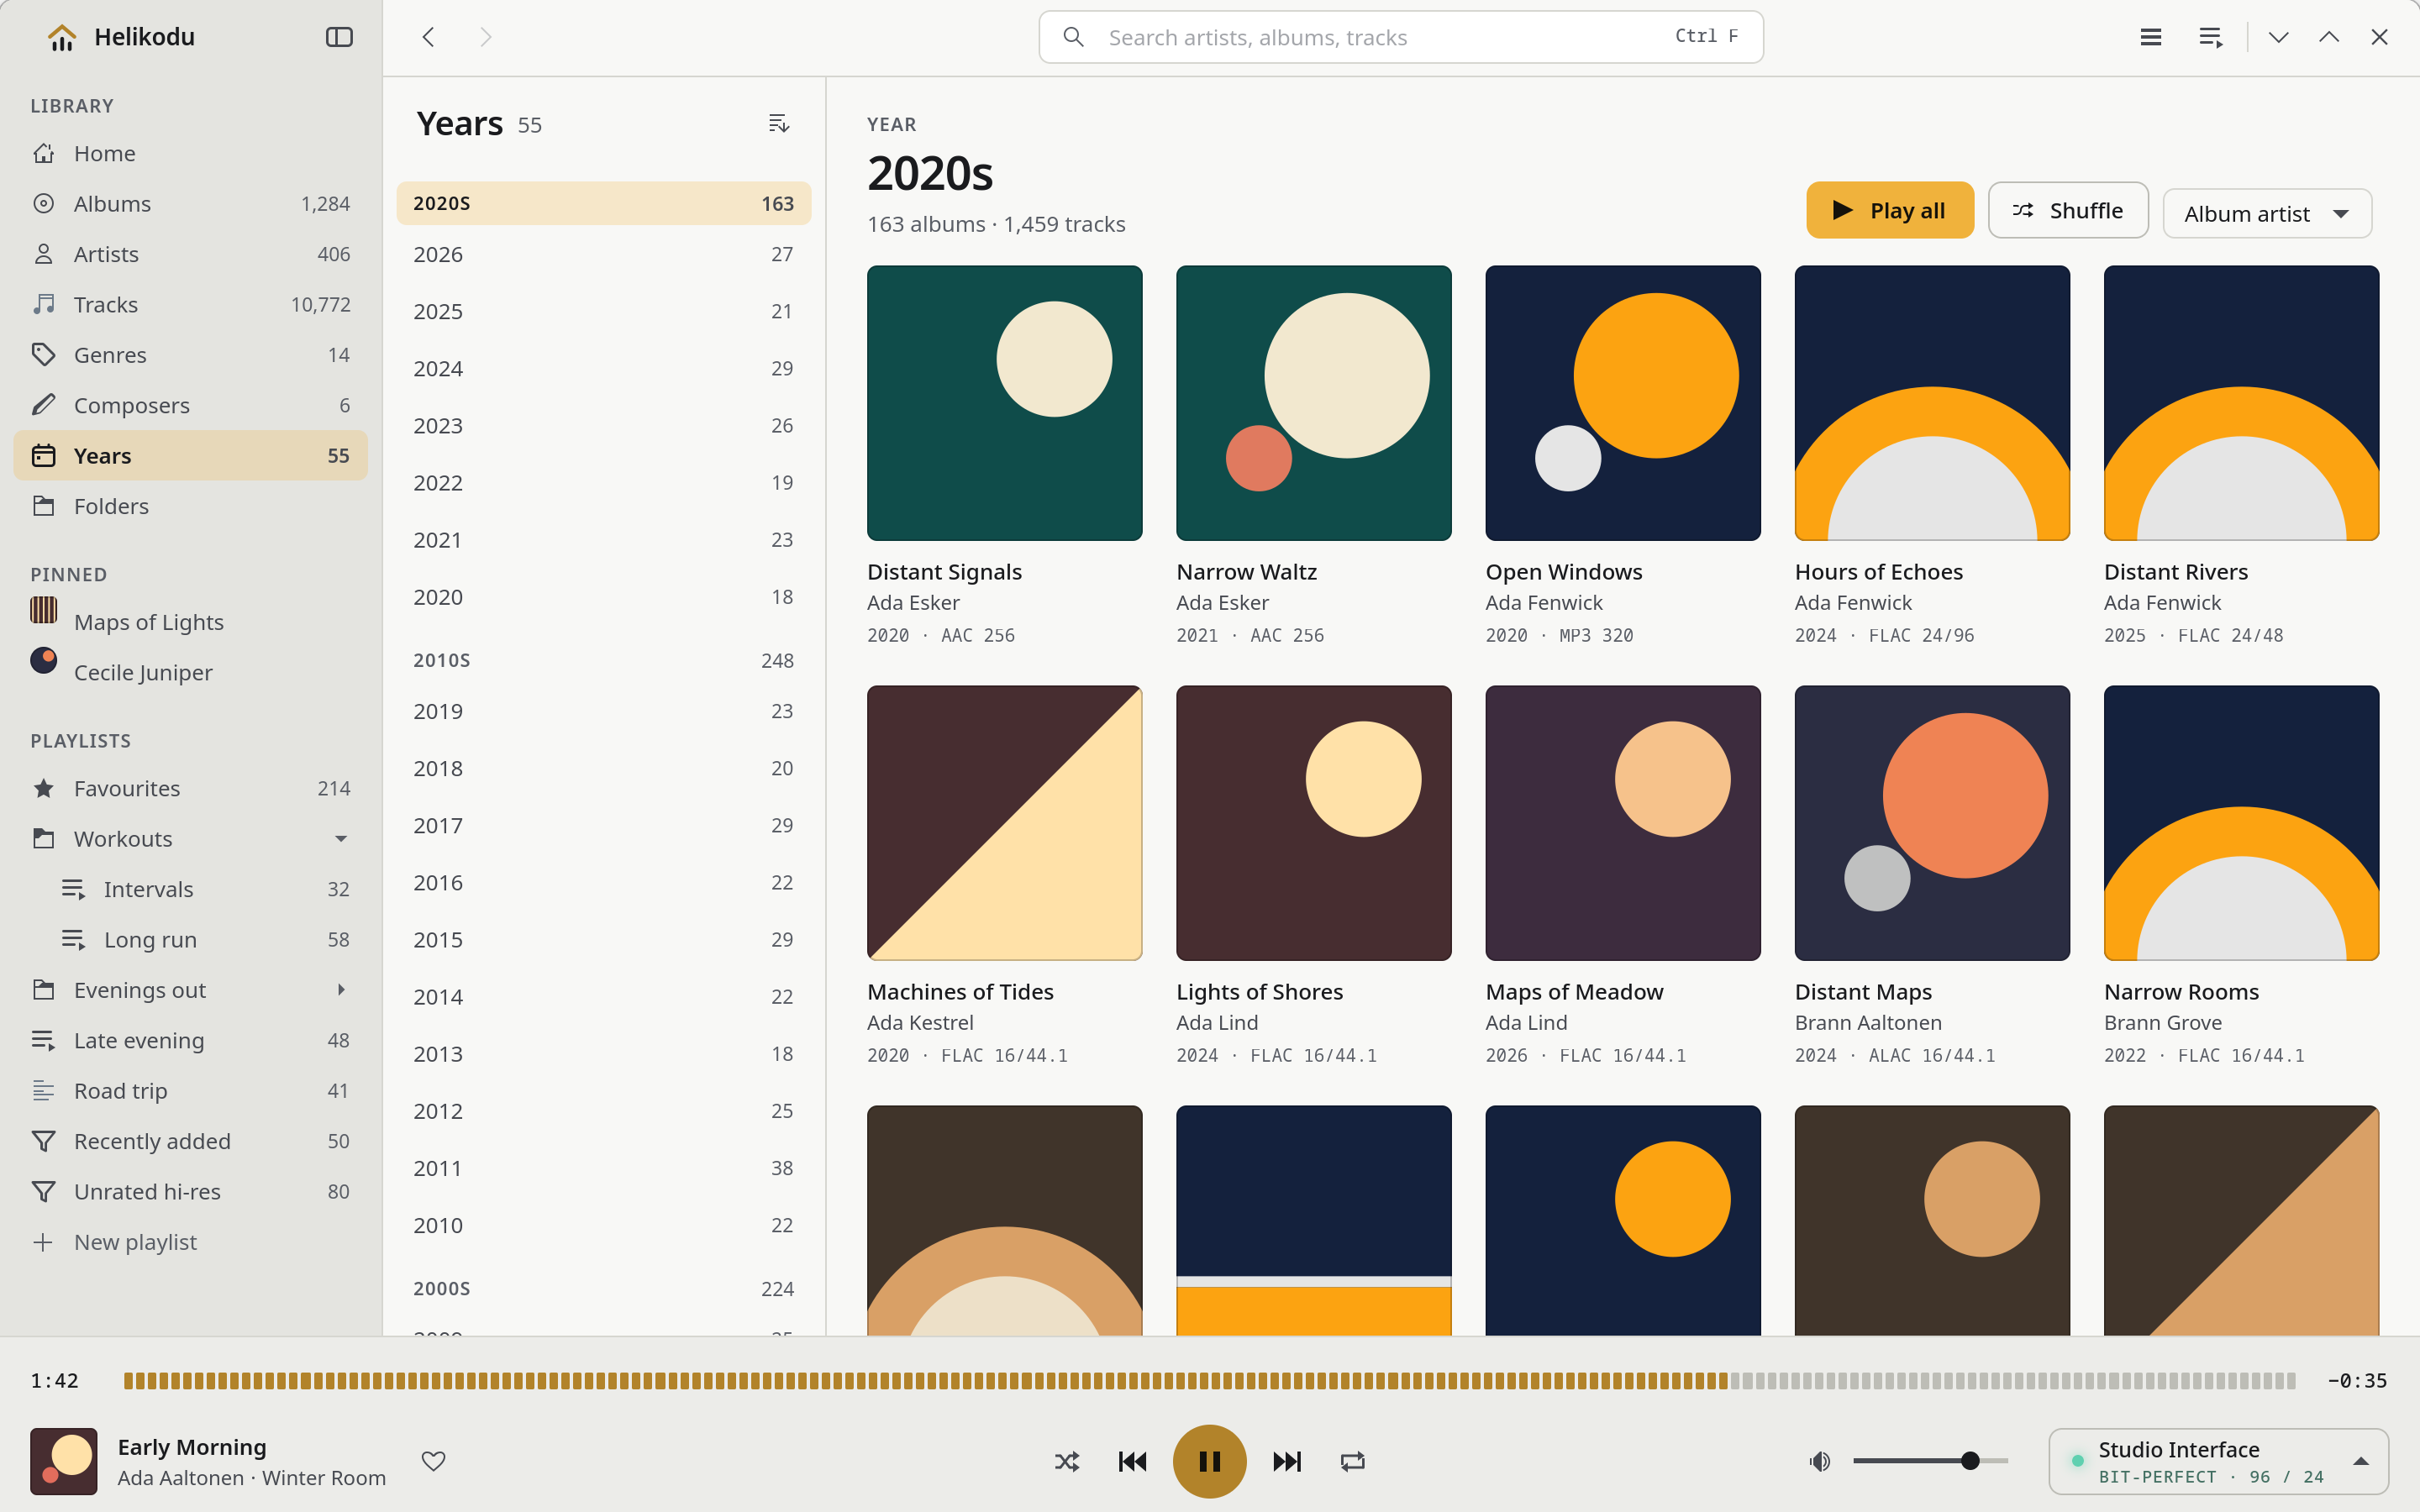 Helikodu
Search artists, albums, tracks
Ctrl F
LIBRARY
Home
Albums 1,284
Artists 406
Tracks 10,772
Genres 14
Composers 6
Years 55
Folders
PINNED
Maps of Lights
Cecile Juniper
PLAYLISTS
Favourites 214
Workouts
Intervals 32
Long run 58
Evenings out
Late evening 48
Road trip 41
Recently added 50
Unrated hi-res 80
New playlist
Years 55
2020S 163
2026 27
2025 21
2024 29
2023 26
2022 19
2021 23
2020 18
2010S 248
2019 23
2018 20
2017 29
2016 22
2015 29
2014 22
2013 18
2012 25
2011 38
2010 22
2000S 224
YEAR
2020s
163 albums · 1,459 tracks
Play all
Shuffle
Album artist
Distant Signals
Ada Esker
2020 · AAC 256
Narrow Waltz
Ada Esker
2021 · AAC 256
Open Windows
Ada Fenwick
2020 · MP3 320
Hours of Echoes
Ada Fenwick
2024 · FLAC 24/96
Distant Rivers
Ada Fenwick
2025 · FLAC 24/48
Machines of Tides
Ada Kestrel
2020 · FLAC 16/44.1
Lights of Shores
Ada Lind
2024 · FLAC 16/44.1
Maps of Meadow
Ada Lind
2026 · FLAC 16/44.1
Distant Maps
Brann Aaltonen
2024 · ALAC 16/44.1
Narrow Rooms
Brann Grove
2022 · FLAC 16/44.1
1:42
−0:35
Early Morning
Ada Aaltonen · Winter Room
Studio Interface
BIT-PERFECT · 96 / 24